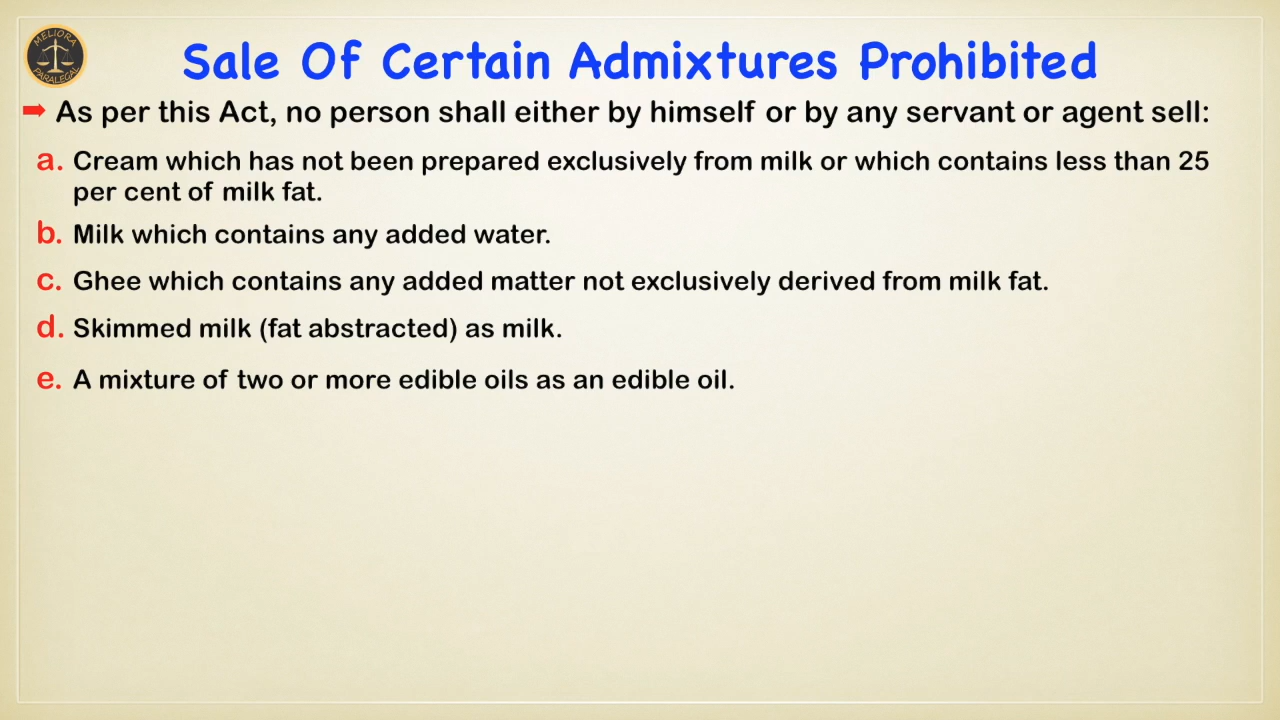 MELIORA
PARALEGAL
Sale Of Certain Admixtures Prohibited
➡ As per this Act, no person shall either by himself or by any servant or agent sell:
a. Cream which has not been prepared exclusively from milk or which contains less than 25
per cent of milk fat.
b. Milk which contains any added water.
c. Ghee which contains any added matter not exclusively derived from milk fat.
d. Skimmed milk (fat abstracted) as milk.
e. A mixture of two or more edible oils as an edible oil.